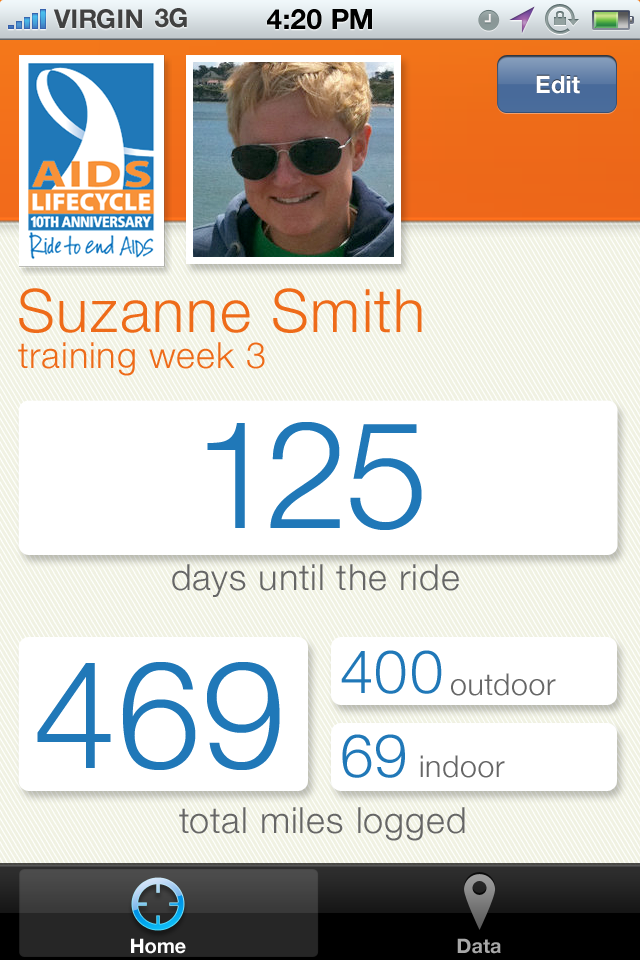 VIRGIN 3G 4:20 PM
Edit
AIDS
LIFECYCLE
10TH ANNIVERSARY
Ride to end AIDS
Suzanne Smith
training week 3
125
days until the ride
469
400 outdoor
69 indoor
total miles logged
Home Data